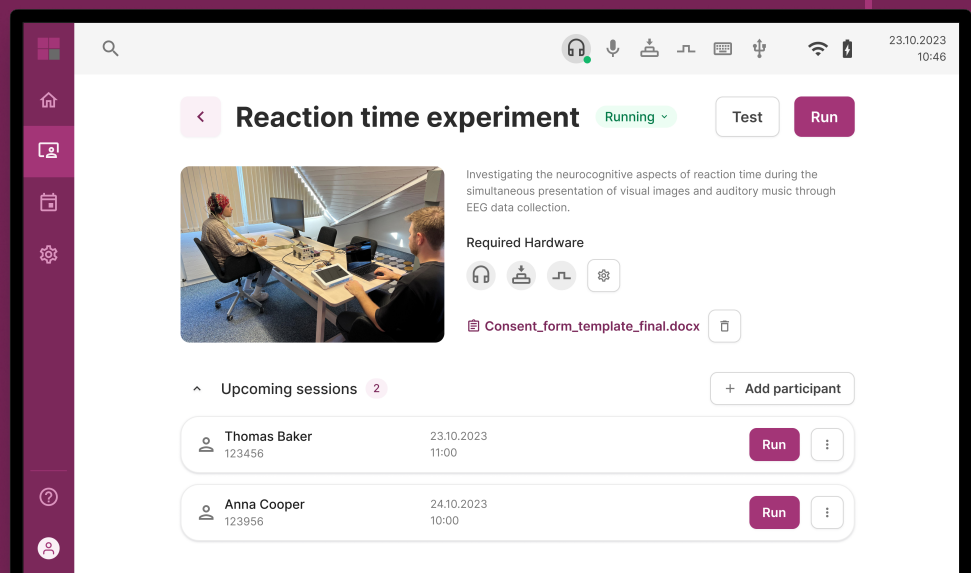 23.10.2023
10:46
Reaction time experiment
Running
Test
Run
Investigating the neurocognitive aspects of reaction time during the
simultaneous presentation of visual images and auditory music through
EEG data collection.
Required Hardware
Consent_form_template_final.docx
Upcoming sessions 2
+ Add participant
Thomas Baker
123456
23.10.2023
11:00
Run
Anna Cooper
123956
24.10.2023
10:00
Run